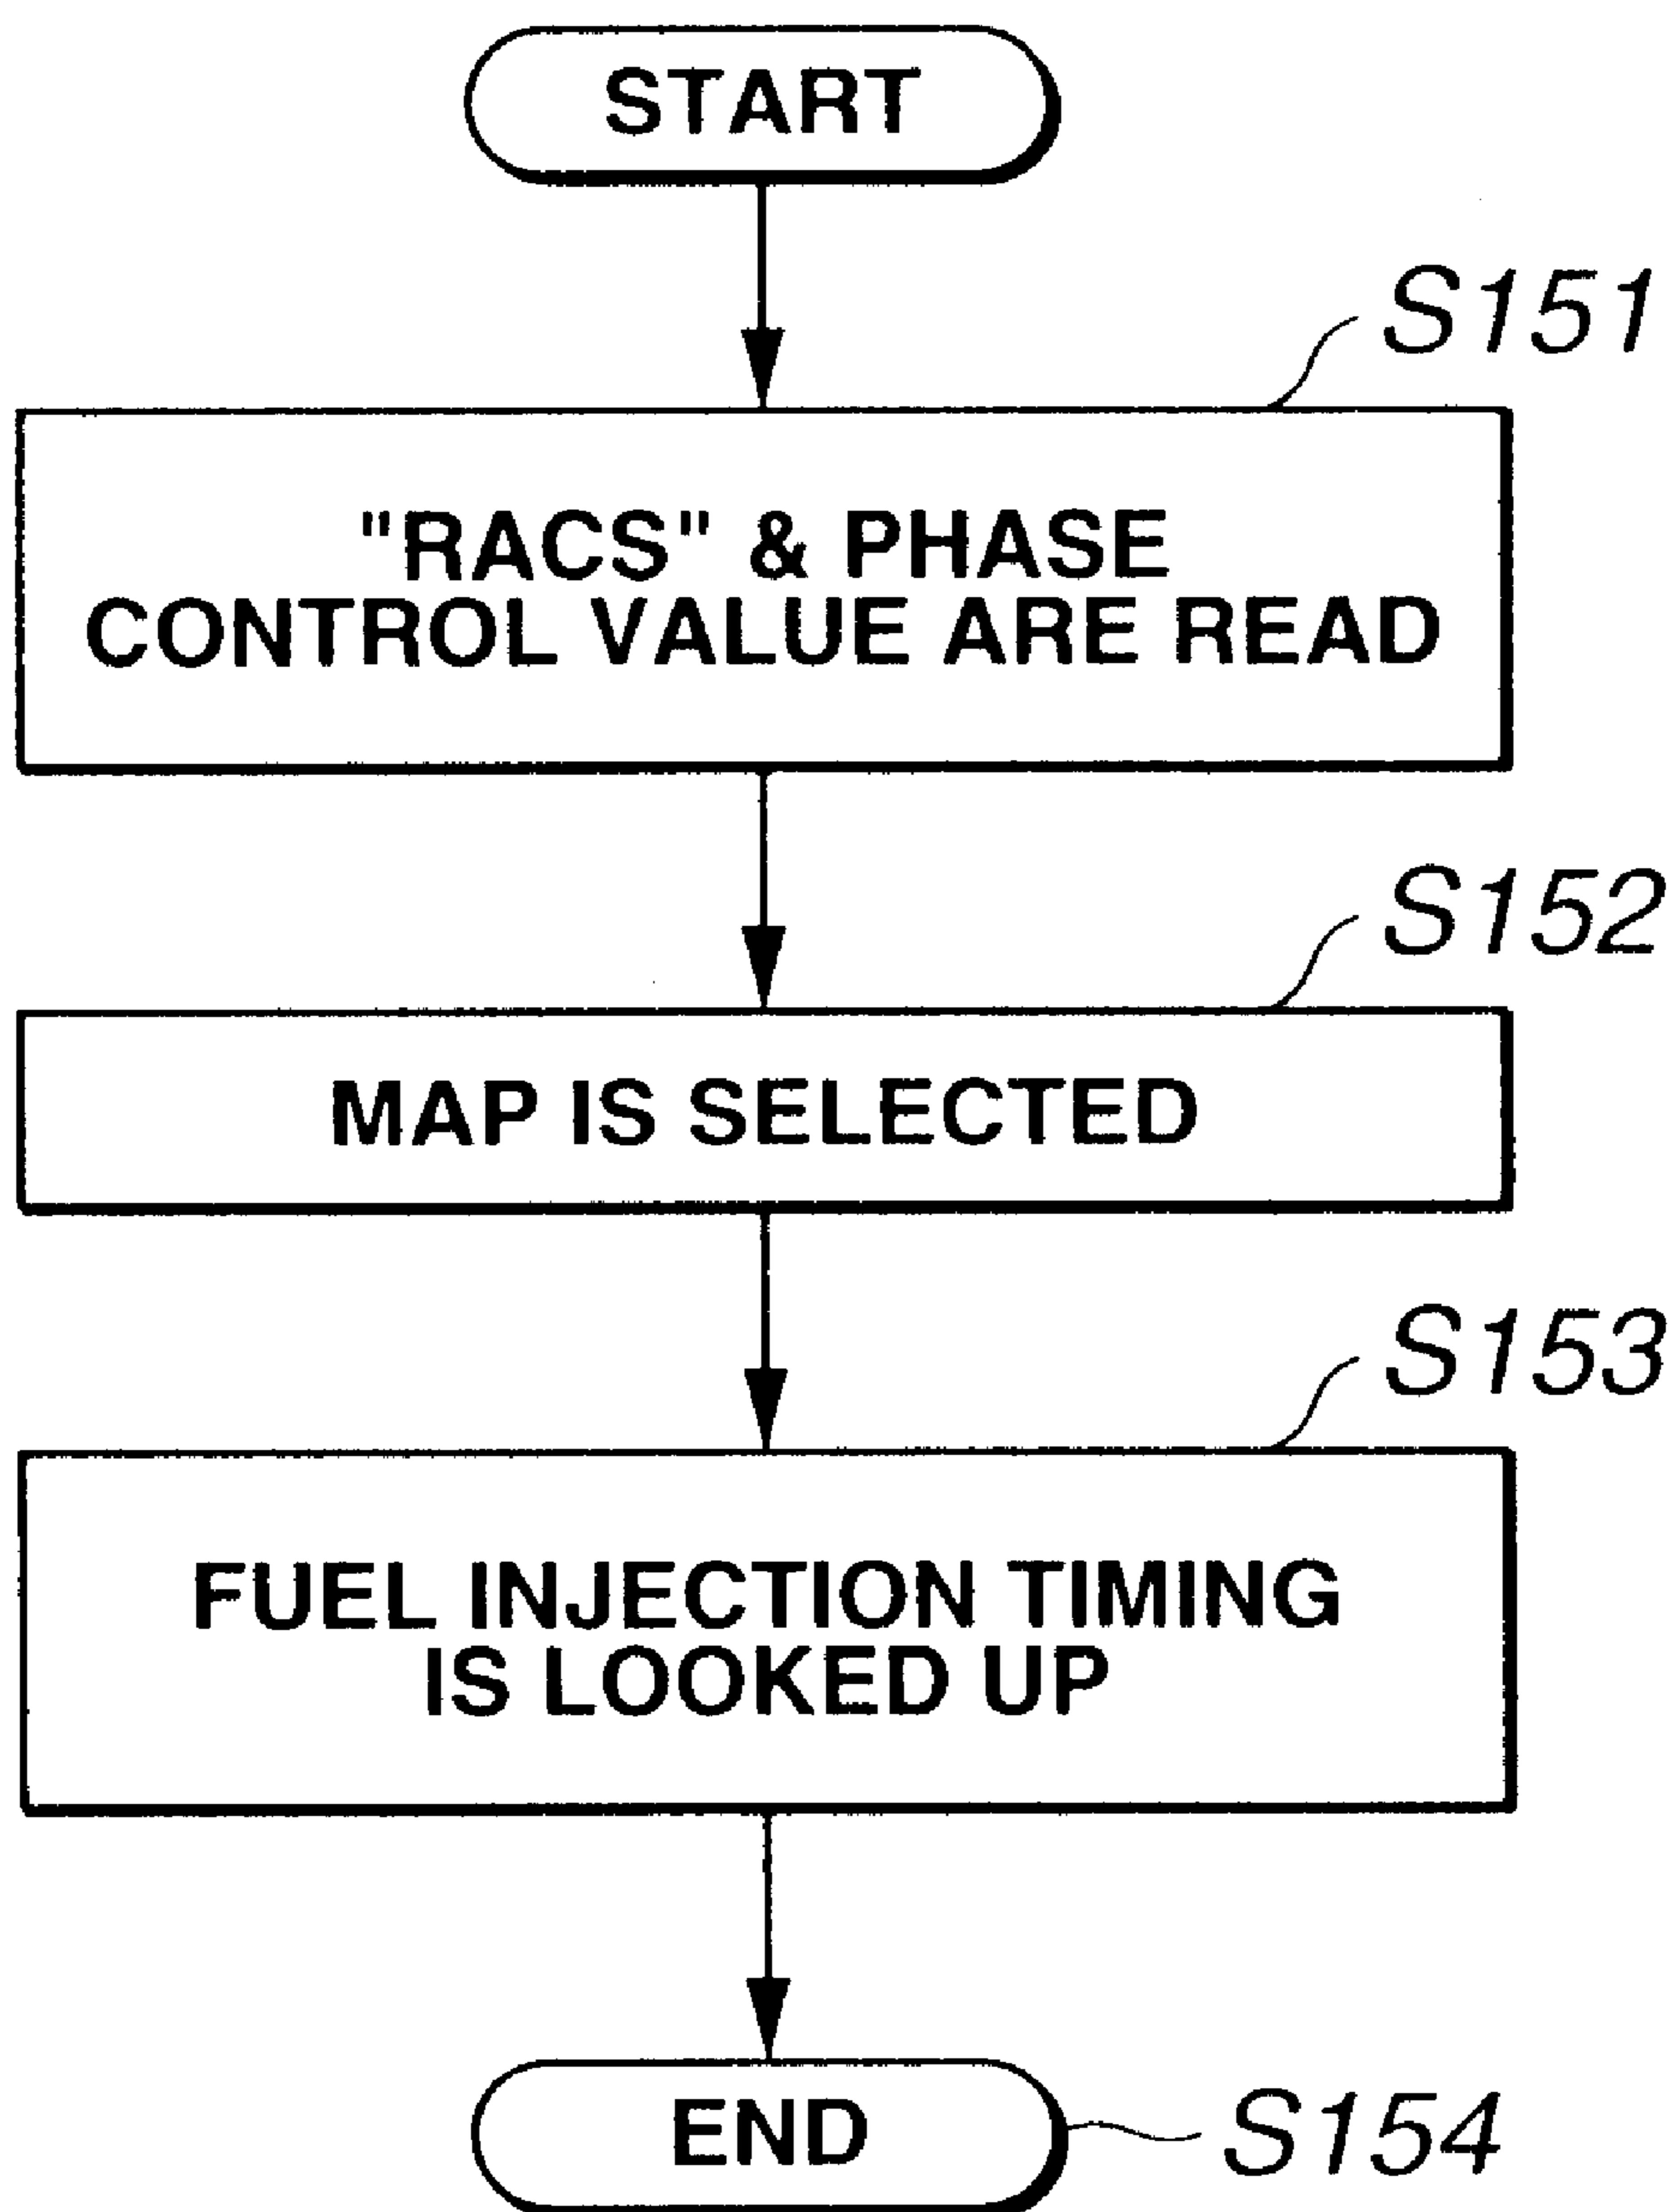 START
S151
"RACS" & PHASE
CONTROL VALUE ARE READ
S152
MAP IS SELECTED
S153
FUEL INJECTION TIMING
IS LOOKED UP
END
S154